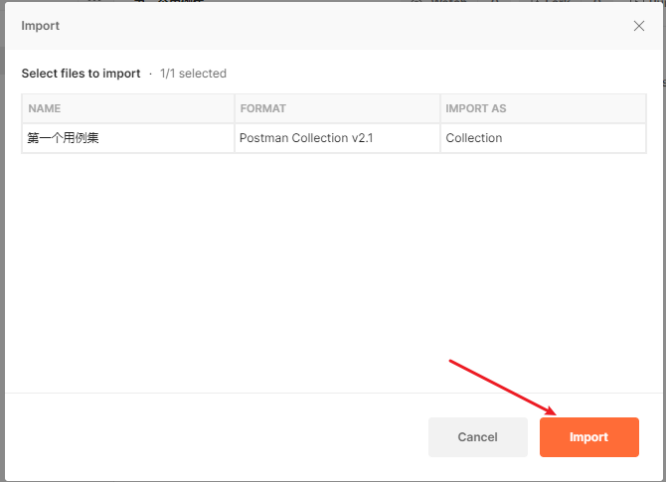 Import
Select files to import · 1/1 selected
NAME FORMAT IMPORT AS
第一个用例集 Postman Collection v2.1 Collection
Cancel Import